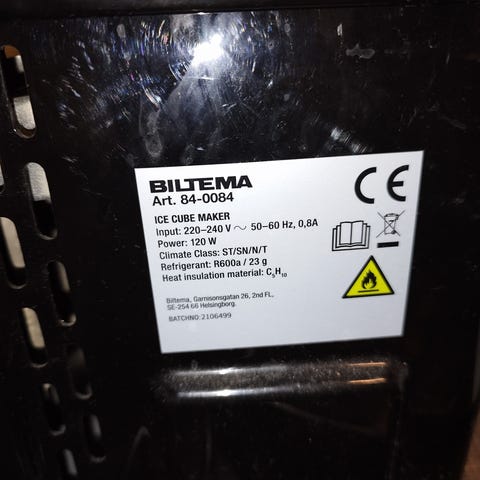 BILTEMA
Art. 84-0084
ICE CUBE MAKER
Input: 220–240 V ∼ 50–60 Hz, 0,8A
Power: 120 W
Climate Class: ST/SN/N/T
Refrigerant: R600a / 23 g
Heat insulation material: C₅H₁₀
Biltema, Garnisonsgatan 26, 2nd FL.,
SE-254 66 Helsingborg.
BATCHNO: 2106499
CE